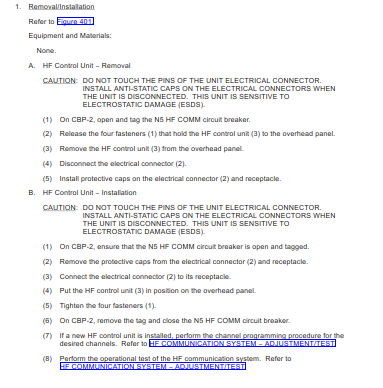 1. Removal/Installation
Refer to Figure 401.
Equipment and Materials:
None.
A. HF Control Unit – Removal
CAUTION: DO NOT TOUCH THE PINS OF THE UNIT ELECTRICAL CONNECTOR.
INSTALL ANTI-STATIC CAPS ON THE ELECTRICAL CONNECTORS WHEN
THE UNIT IS DISCONNECTED. THIS UNIT IS SENSITIVE TO
ELECTROSTATIC DAMAGE (ESDS).
(1) On CBP-2, open and tag the N5 HF COMM circuit breaker.
(2) Release the four fasteners (1) that hold the HF control unit (3) to the overhead panel.
(3) Remove the HF control unit (3) from the overhead panel.
(4) Disconnect the electrical connector (2).
(5) Install protective caps on the electrical connector (2) and receptacle.
B. HF Control Unit – Installation
CAUTION: DO NOT TOUCH THE PINS OF THE UNIT ELECTRICAL CONNECTOR.
INSTALL ANTI-STATIC CAPS ON THE ELECTRICAL CONNECTORS WHEN
THE UNIT IS DISCONNECTED. THIS UNIT IS SENSITIVE TO
ELECTROSTATIC DAMAGE (ESDS).
(1) On CBP-2, ensure that the N5 HF COMM circuit breaker is open and tagged.
(2) Remove the protective caps from the electrical connector (2) and receptacle.
(3) Connect the electrical connector (2) to its receptacle.
(4) Put the HF control unit (3) in position on the overhead panel.
(5) Tighten the four fasteners (1).
(6) On CBP-2, remove the tag and close the N5 HF COMM circuit breaker.
(7) If a new HF control unit is installed, perform the channel programming procedure for the
desired channels. Refer to HF COMMUNICATION SYSTEM – ADJUSTMENT/TEST.
(8) Perform the operational test of the HF communication system. Refer to
HF COMMUNICATION SYSTEM – ADJUSTMENT/TEST.